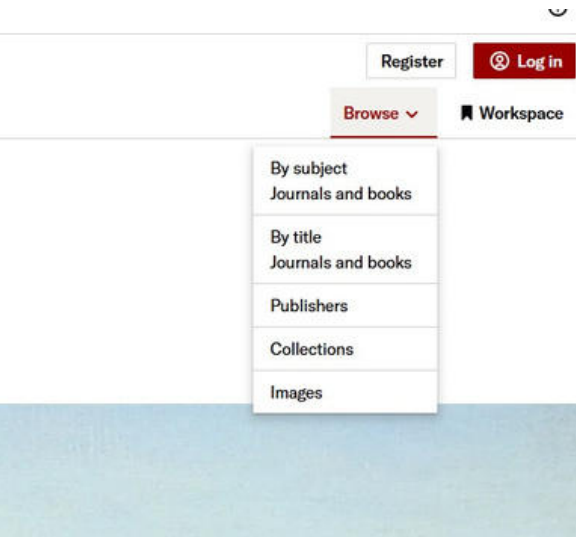 Register
Log in
Browse
Workspace
By subject
Journals and books
By title
Journals and books
Publishers
Collections
Images